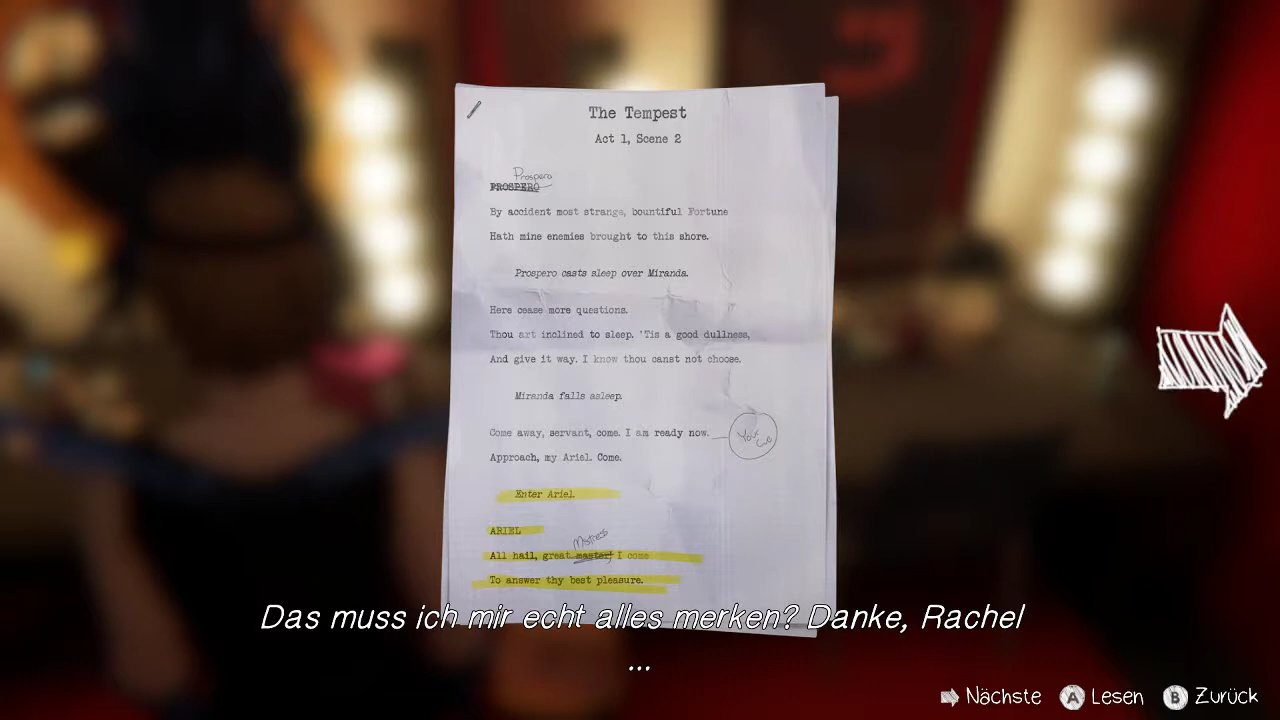 The Tempest
Act 1, Scene 2
Prospero
PROSPERO
By accident most strange, bountiful Fortune
Hath mine enemies brought to this shore.
Prospero casts sleep over Miranda.
Here cease more questions.
Thou art inclined to sleep. 'Tis a good dullness,
And give it way. I know thou canst not choose.
Miranda falls asleep.
Come away, servant, come. I am ready now.
Your
cue
Approach, my Ariel. Come.
Enter Ariel.
ARIEL
Mistress
All hail, great master, I come
To answer thy best pleasure.
Das muss ich mir echt alles merken? Danke, Rachel
...
Nächste A Lesen B Zurück